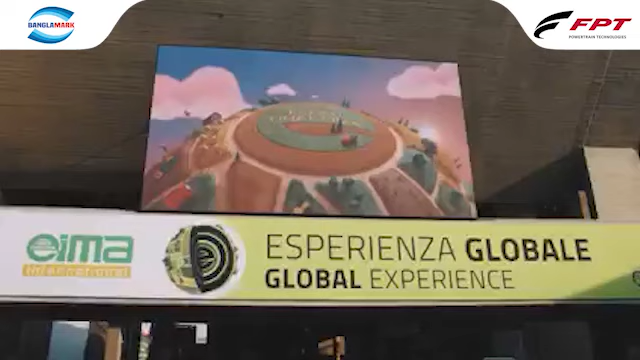 BANGLAMARK
FPT
POWERTRAIN TECHNOLOGIES
eima
international
ESPERIENZA GLOBALE
GLOBAL EXPERIENCE